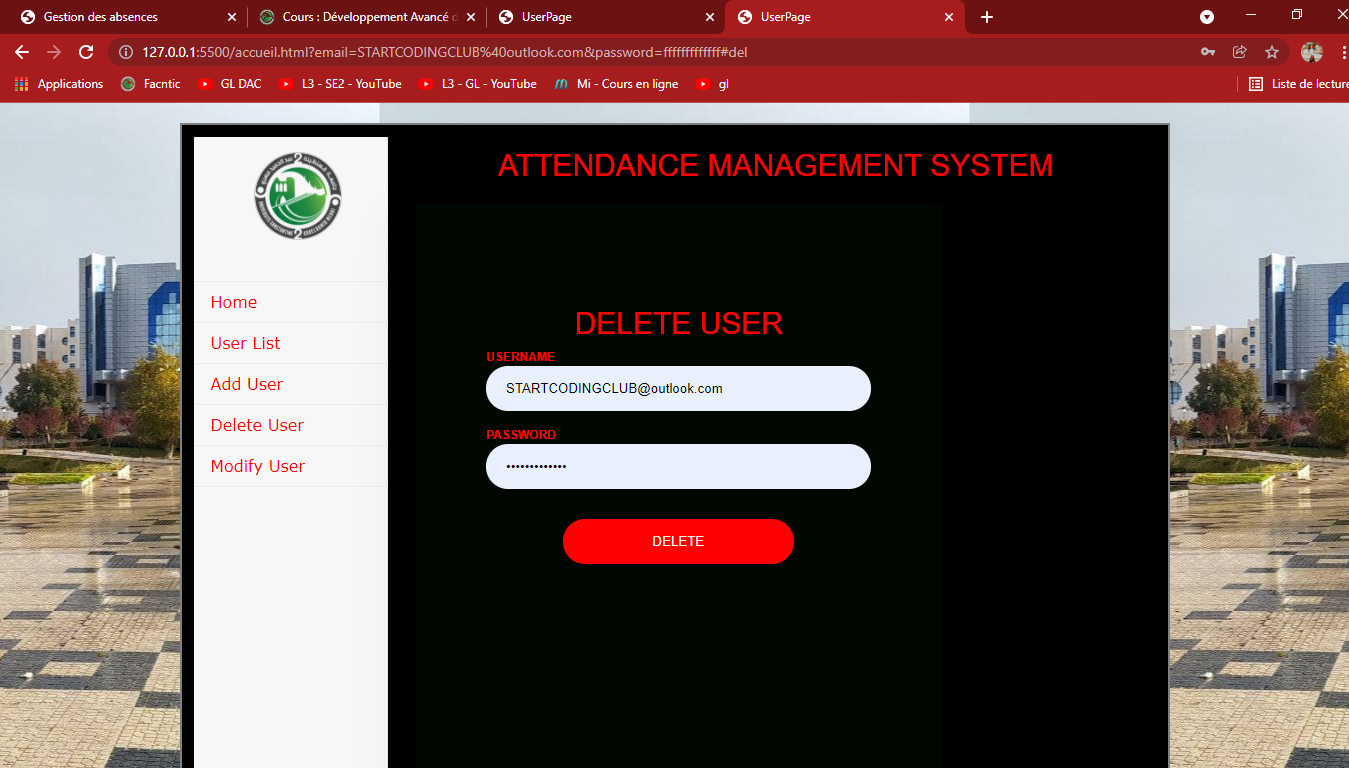 Gestion des absences
Cours : Développement Avancé d
UserPage
UserPage
127.0.0.1:5500/accueil.html?email=STARTCODINGCLUB%40outlook.com&password=fffffffffffff#del
Applications
Facntic
GL DAC
L3 - SE2 - YouTube
L3 - GL - YouTube
Mi - Cours en ligne
gl
Liste de lecture
ATTENDANCE MANAGEMENT SYSTEM
2
2
Home
User List
Add User
Delete User
Modify User
DELETE USER
USERNAME
STARTCODINGCLUB@outlook.com
PASSWORD
•••••••••••••
DELETE